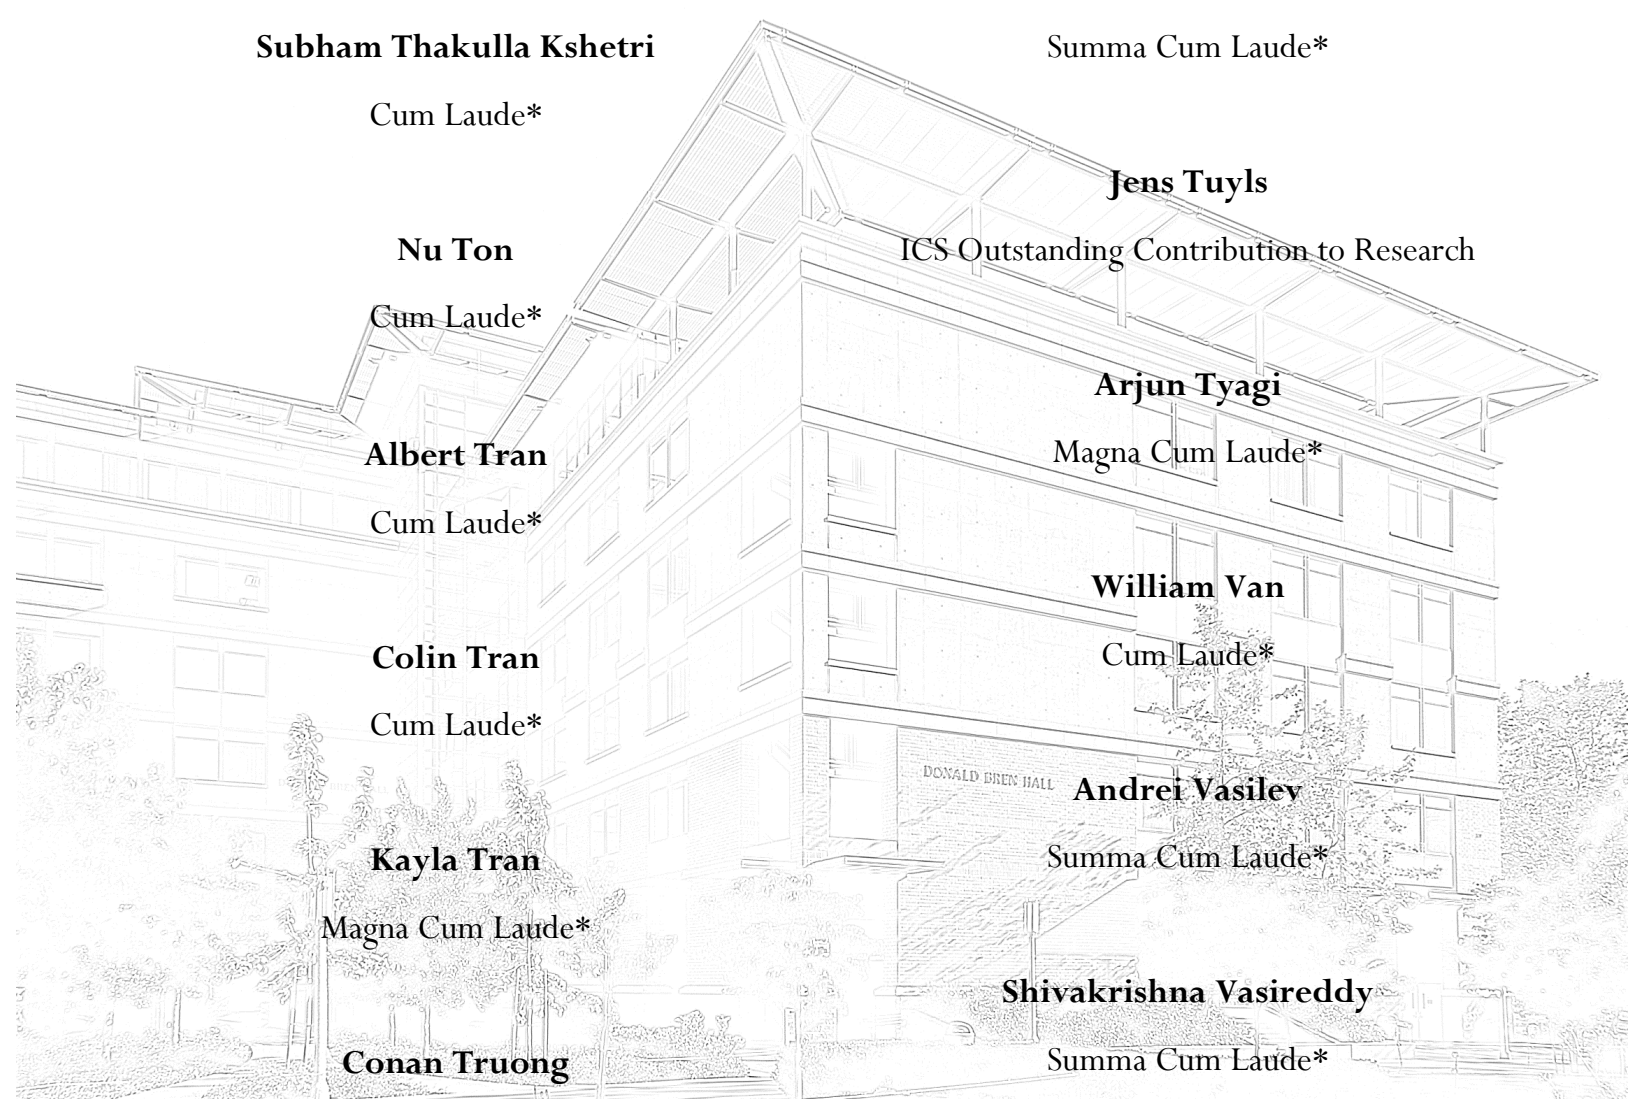 Subham Thakulla Kshetri
Cum Laude*
Nu Ton
Cum Laude*
Albert Tran
Cum Laude*
Colin Tran
Cum Laude*
Kayla Tran
Magna Cum Laude*
Conan Truong
Summa Cum Laude*
Jens Tuyls
ICS Outstanding Contribution to Research
Arjun Tyagi
Magna Cum Laude*
William Van
Cum Laude*
DONALD BREN HALL
Andrei Vasilev
Summa Cum Laude*
Shivakrishna Vasireddy
Summa Cum Laude*